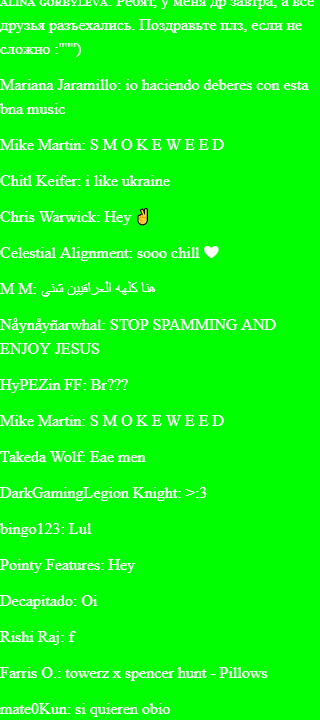 ALINA GORBYLEVA: Ребят, у меня др завтра, а все
друзья разъехались. Поздравьте плз, если не
сложно :"""")
Mariana Jaramillo: io haciendo deberes con esta
bna music
Mike Martin: S M O K E W E E D
Chitl Keifer: i like ukraine
Chris Warwick: Hey ✌
Celestial Alignment: sooo chill ❤
M M: هنا
Nåynåyñarwhal: STOP SPAMMING AND
ENJOY JESUS
HyPEZin FF: Br???
Mike Martin: S M O K E W E E D
Takeda Wolf: Eae men
DarkGamingLegion Knight: >:3
bingo123: Lul
Pointy Features: Hey
Decapitado: Oi
Rishi Raj: f
Farris O.: towerz x spencer hunt - Pillows
mate0Kun: si quieren obio